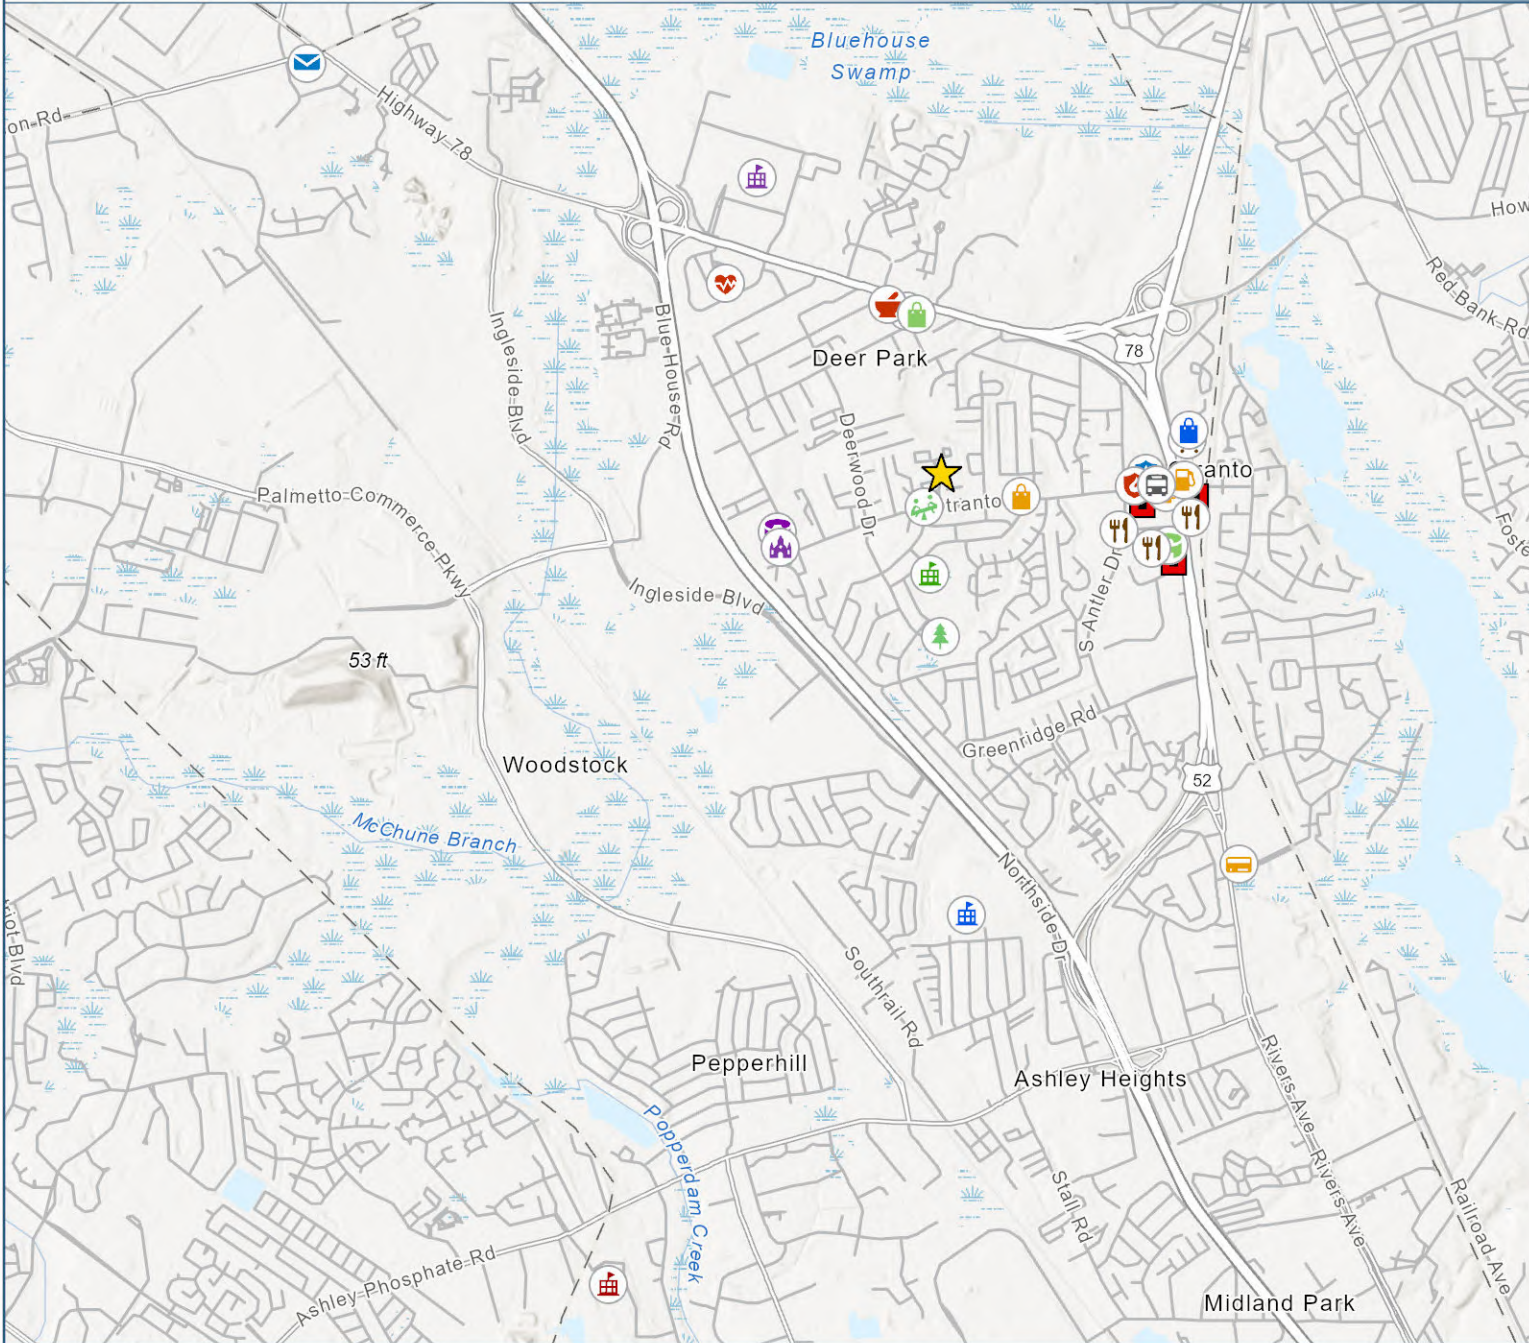 Bluehouse
Swamp
on-Rd
Highway 78
How
Red-Bank-Rd
Ingleside-Blvd
Blue-House-Rd
78
Deer Park
Deerwood-Dr
anto
tranto
Palmetto-Commerce-Pkwy
Foste
Ingleside-Blvd
S-Antler-Dr
53 ft
Greenridge Rd
Woodstock
52
McChune Branch
Northside-Dr
riot-Blvd
Southrail-Rd
Pepperhill
Ashley Heights
Rivers-Ave
Rivers-Ave
Popperdam Creek
Stall-Rd
Railroad-Ave
Ashley-Phosphate-Rd
Midland Park